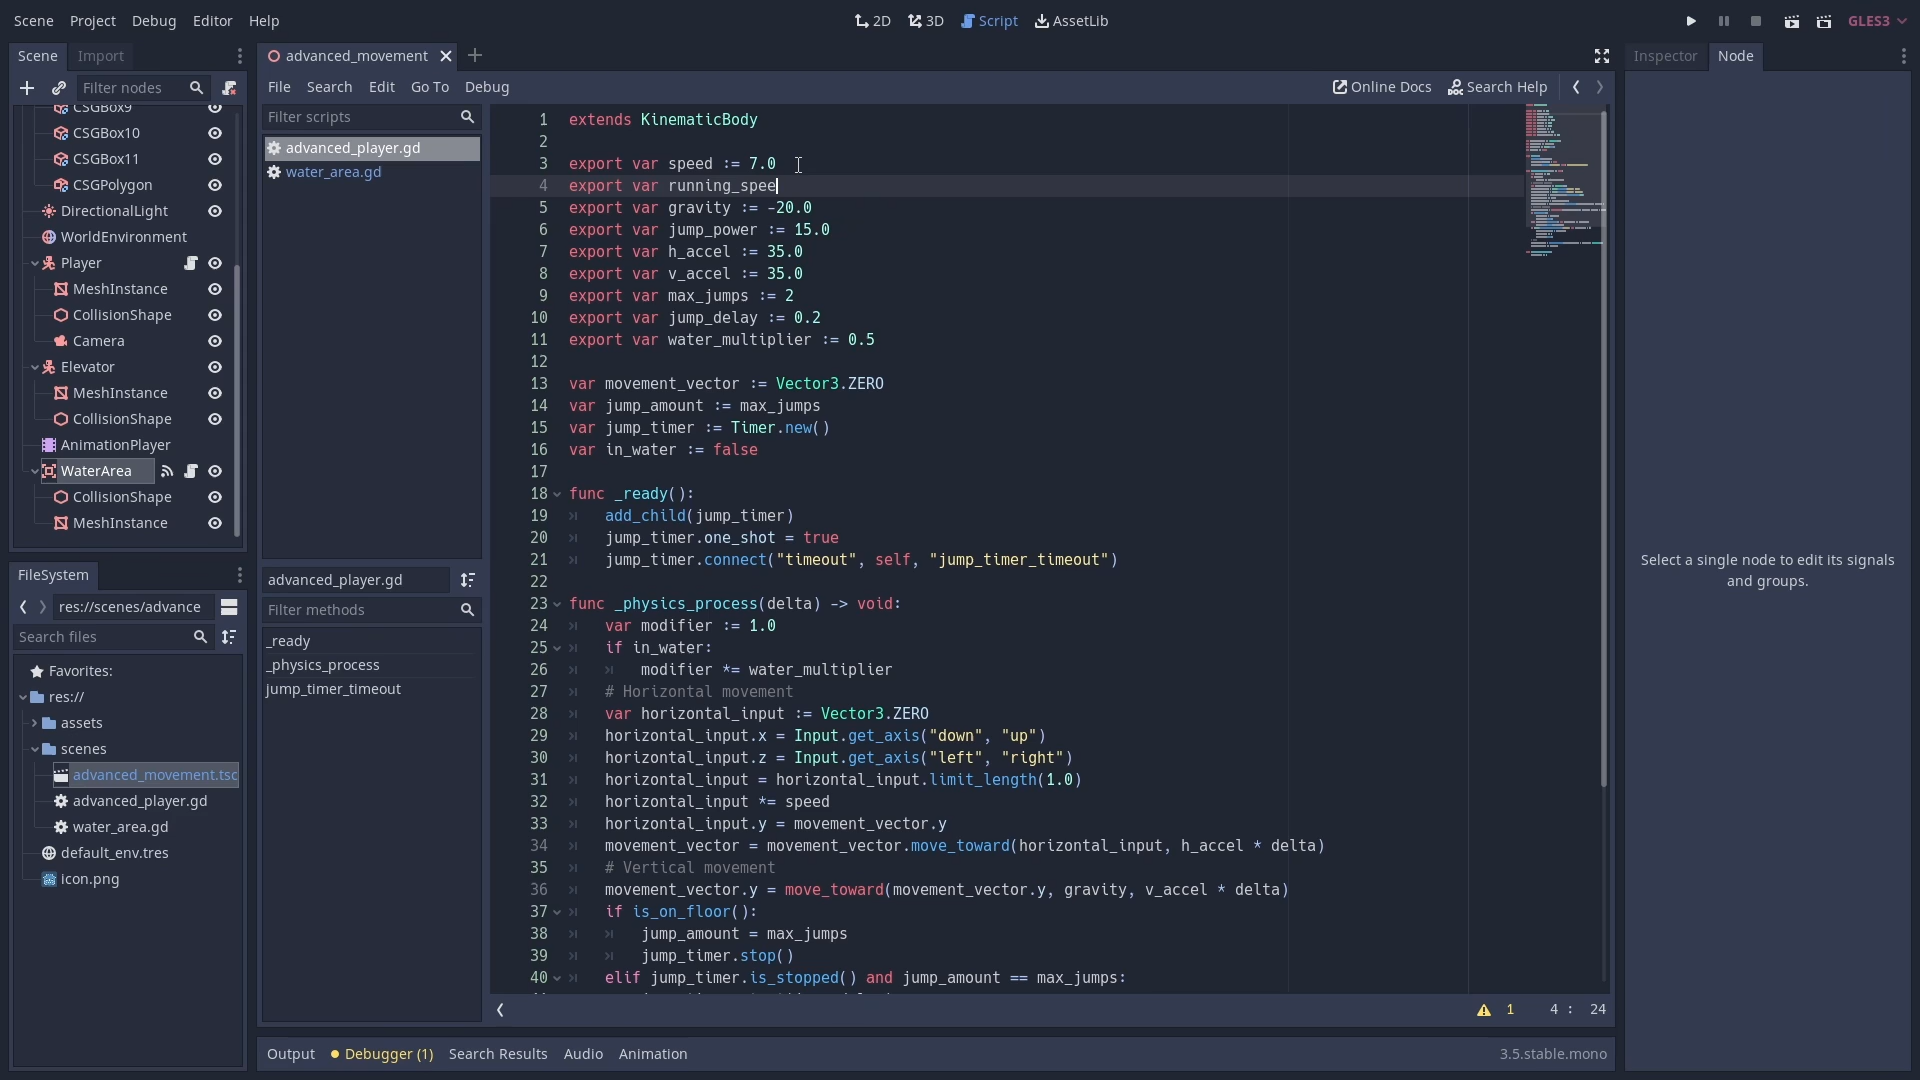 Scene Project Debug Editor Help
2D 3D Script AssetLib
GLES3
Scene Import
Filter nodes
CSGBox9
CSGBox10
CSGBox11
CSGPolygon
DirectionalLight
WorldEnvironment
Player
MeshInstance
CollisionShape
Camera
Elevator
MeshInstance
CollisionShape
AnimationPlayer
WaterArea
CollisionShape
MeshInstance
FileSystem
res://scenes/advance
Search files
Favorites:
res://
assets
scenes
advanced_movement.tsc
advanced_player.gd
water_area.gd
default_env.tres
icon.png
advanced_movement
File Search Edit Go To Debug
Online Docs Search Help
Filter scripts
advanced_player.gd
water_area.gd
advanced_player.gd
Filter methods
_ready
_physics_process
jump_timer_timeout
1 extends KinematicBody
2
3 export var speed := 7.0
4 export var running_spee
5 export var gravity := -20.0
6 export var jump_power := 15.0
7 export var h_accel := 35.0
8 export var v_accel := 35.0
9 export var max_jumps := 2
10 export var jump_delay := 0.2
11 export var water_multiplier := 0.5
12
13 var movement_vector := Vector3.ZERO
14 var jump_amount := max_jumps
15 var jump_timer := Timer.new()
16 var in_water := false
17
18 func _ready():
19 add_child(jump_timer)
20 jump_timer.one_shot = true
21 jump_timer.connect("timeout", self, "jump_timer_timeout")
22
23 func _physics_process(delta) -> void:
24 var modifier := 1.0
25 if in_water:
26 modifier *= water_multiplier
27 # Horizontal movement
28 var horizontal_input := Vector3.ZERO
29 horizontal_input.x = Input.get_axis("down", "up")
30 horizontal_input.z = Input.get_axis("left", "right")
31 horizontal_input = horizontal_input.limit_length(1.0)
32 horizontal_input *= speed
33 horizontal_input.y = movement_vector.y
34 movement_vector = movement_vector.move_toward(horizontal_input, h_accel * delta)
35 # Vertical movement
36 movement_vector.y = move_toward(movement_vector.y, gravity, v_accel * delta)
37 if is_on_floor():
38 jump_amount = max_jumps
39 jump_timer.stop()
40 elif jump_timer.is_stopped() and jump_amount == max_jumps:
1 4 : 24
Output Debugger (1) Search Results Audio Animation
3.5.stable.mono
Inspector Node
Select a single node to edit its signals
and groups.